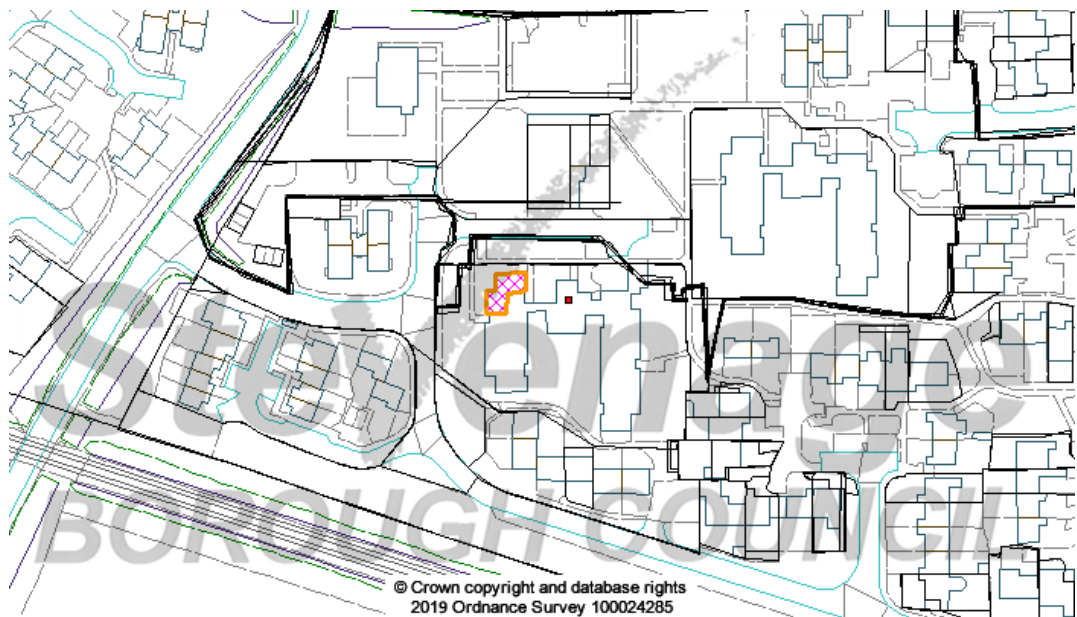 Stevenage
BOROUGH COUNCIL
© Crown copyright and database rights
2019 Ordnance Survey 100024285